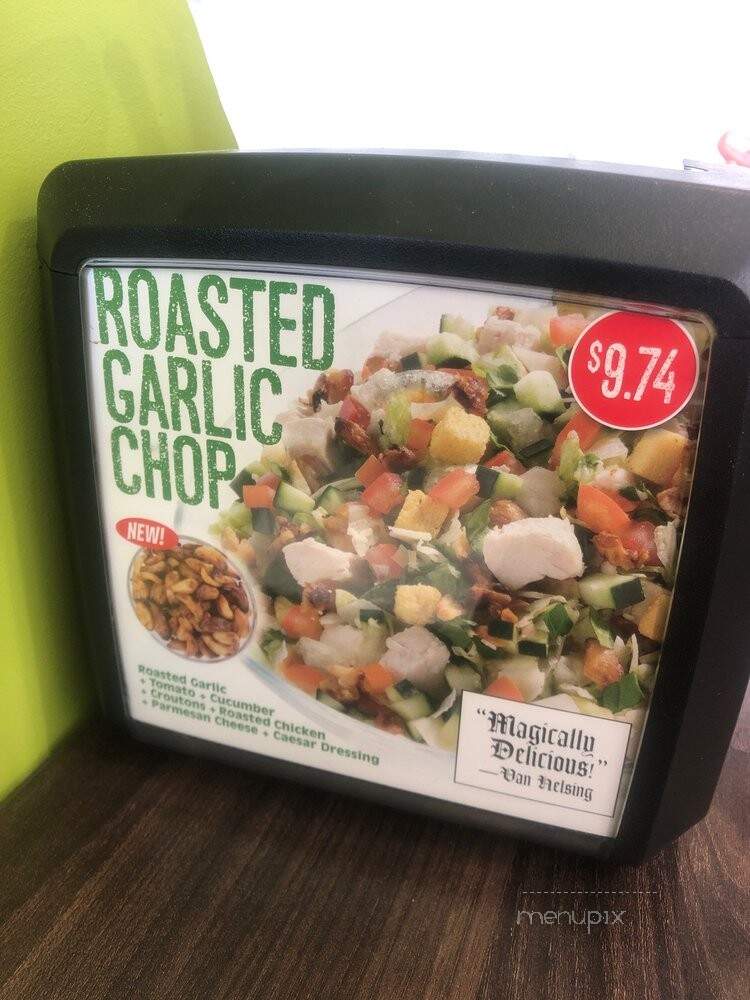 ROASTED
GARLIC
CHOP
$9.74
NEW!
Roasted Garlic
+ Tomato + Cucumber
+ Croutons + Roasted Chicken
+ Parmesan Cheese + Caesar Dressing
“Magically
Delicious!”
—Van Helsing
menupix